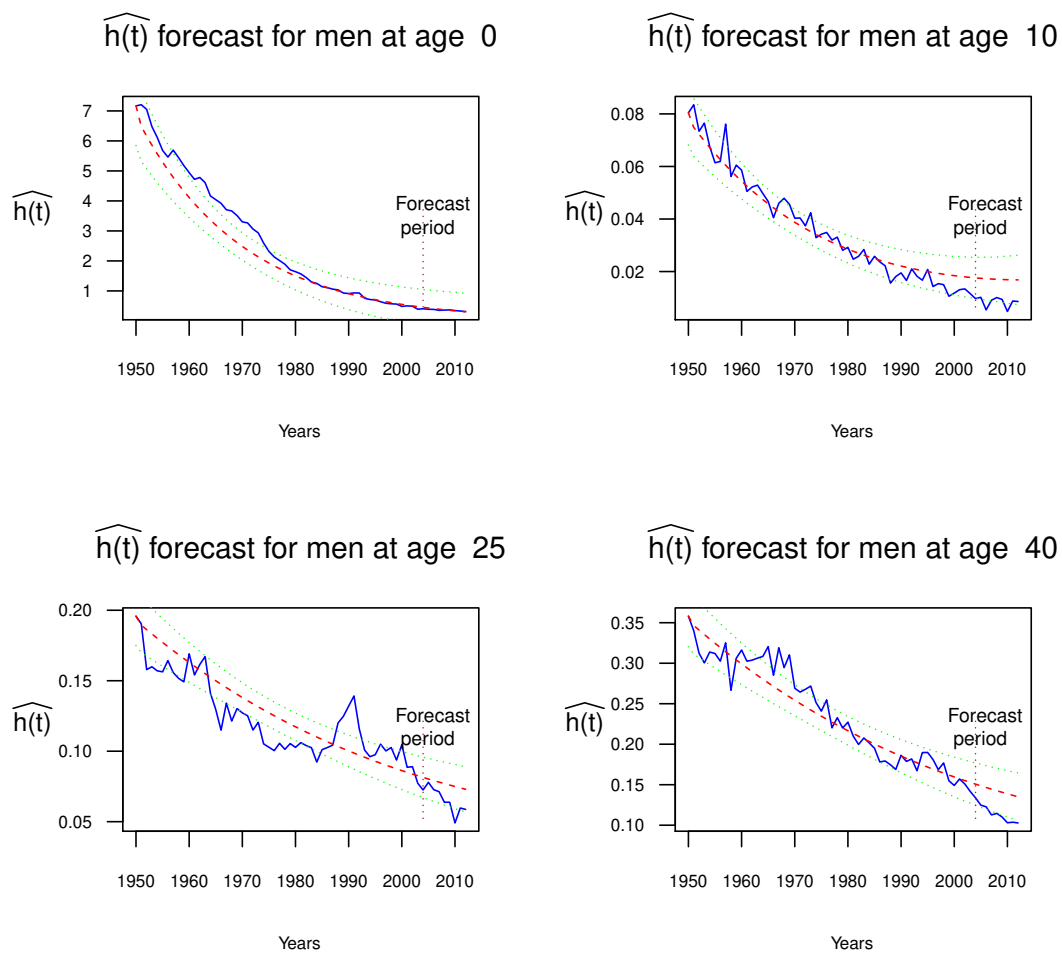 h(t) forecast for men at age 0
7
6
5
4
3
2
1
h(t)
Forecast
period
1950 1960 1970 1980 1990 2000 2010
Years
h(t) forecast for men at age 10
0.08
0.06
0.04
0.02
h(t)
Forecast
period
1950 1960 1970 1980 1990 2000 2010
Years
h(t) forecast for men at age 25
0.20
0.15
0.10
0.05
h(t)
Forecast
period
1950 1960 1970 1980 1990 2000 2010
Years
h(t) forecast for men at age 40
0.35
0.30
0.25
0.20
0.15
0.10
h(t)
Forecast
period
1950 1960 1970 1980 1990 2000 2010
Years